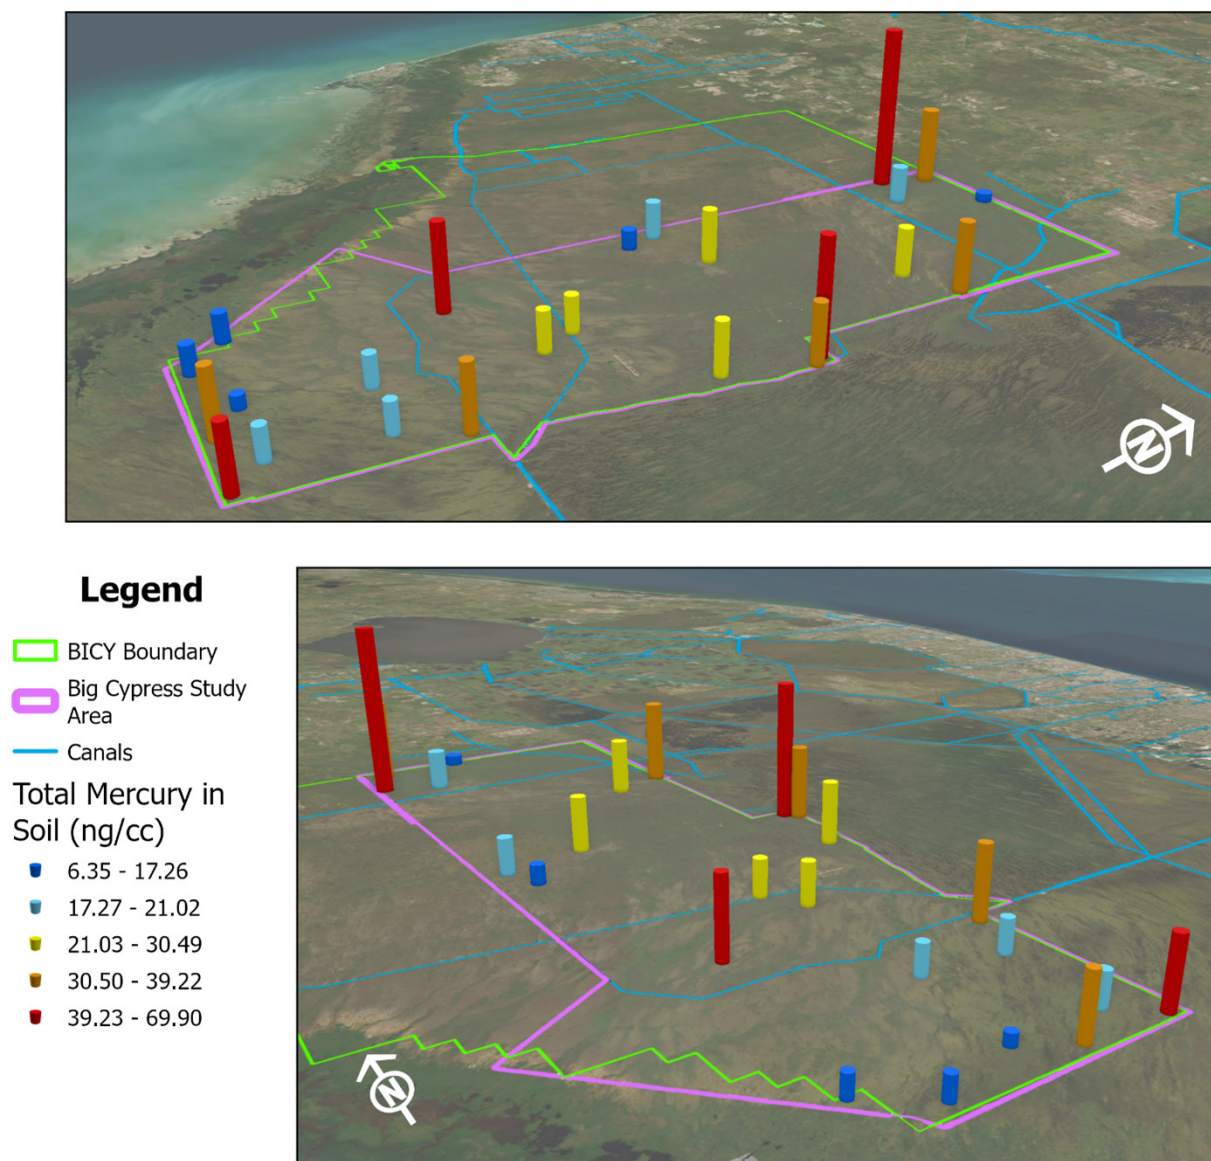 N
Legend
BICY Boundary
Big Cypress Study
Area
Canals
Total Mercury in
Soil (ng/cc)
6.35 - 17.26
17.27 - 21.02
21.03 - 30.49
30.50 - 39.22
39.23 - 69.90
N